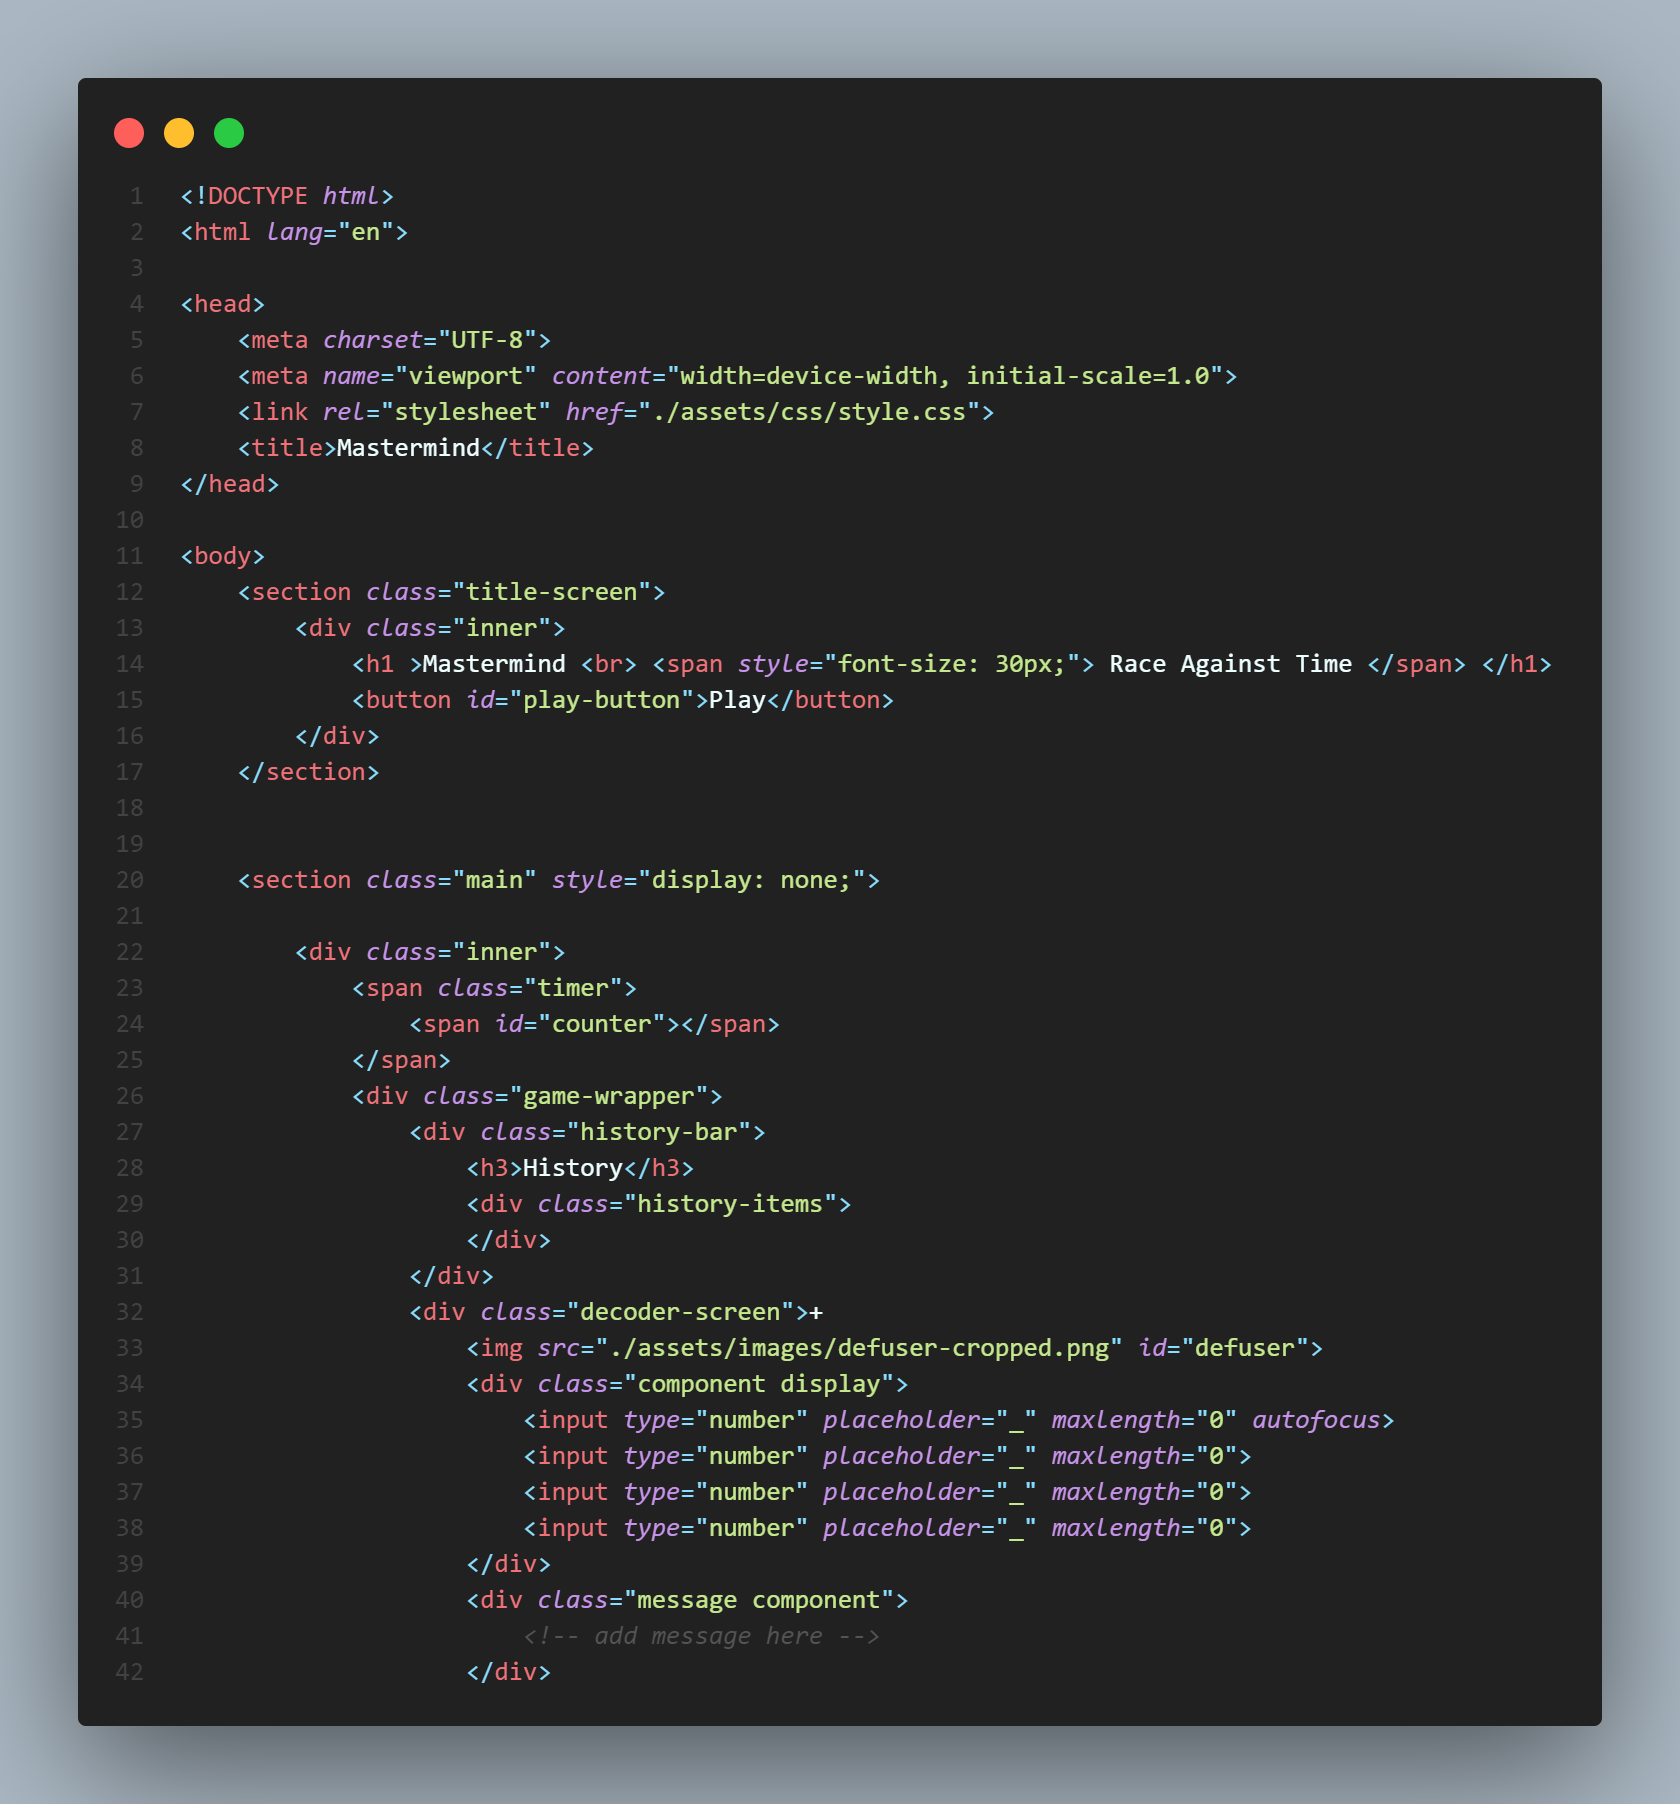 1 <!DOCTYPE html>
2 <html lang="en">
3
4 <head>
5     <meta charset="UTF-8">
6     <meta name="viewport" content="width=device-width, initial-scale=1.0">
7     <link rel="stylesheet" href="./assets/css/style.css">
8     <title>Mastermind</title>
9 </head>
10
11 <body>
12     <section class="title-screen">
13         <div class="inner">
14             <h1 >Mastermind <br> <span style="font-size: 30px;"> Race Against Time </span> </h1>
15             <button id="play-button">Play</button>
16         </div>
17     </section>
18
19
20     <section class="main" style="display: none;">
21
22         <div class="inner">
23             <span class="timer">
24                 <span id="counter"></span>
25             </span>
26             <div class="game-wrapper">
27                 <div class="history-bar">
28                     <h3>History</h3>
29                     <div class="history-items">
30                     </div>
31                 </div>
32                 <div class="decoder-screen">+
33                     <img src="./assets/images/defuser-cropped.png" id="defuser">
34                     <div class="component display">
35                         <input type="number" placeholder="_" maxlength="0" autofocus>
36                         <input type="number" placeholder="_" maxlength="0">
37                         <input type="number" placeholder="_" maxlength="0">
38                         <input type="number" placeholder="_" maxlength="0">
39                     </div>
40                     <div class="message component">
41                         <!-- add message here -->
42                     </div>